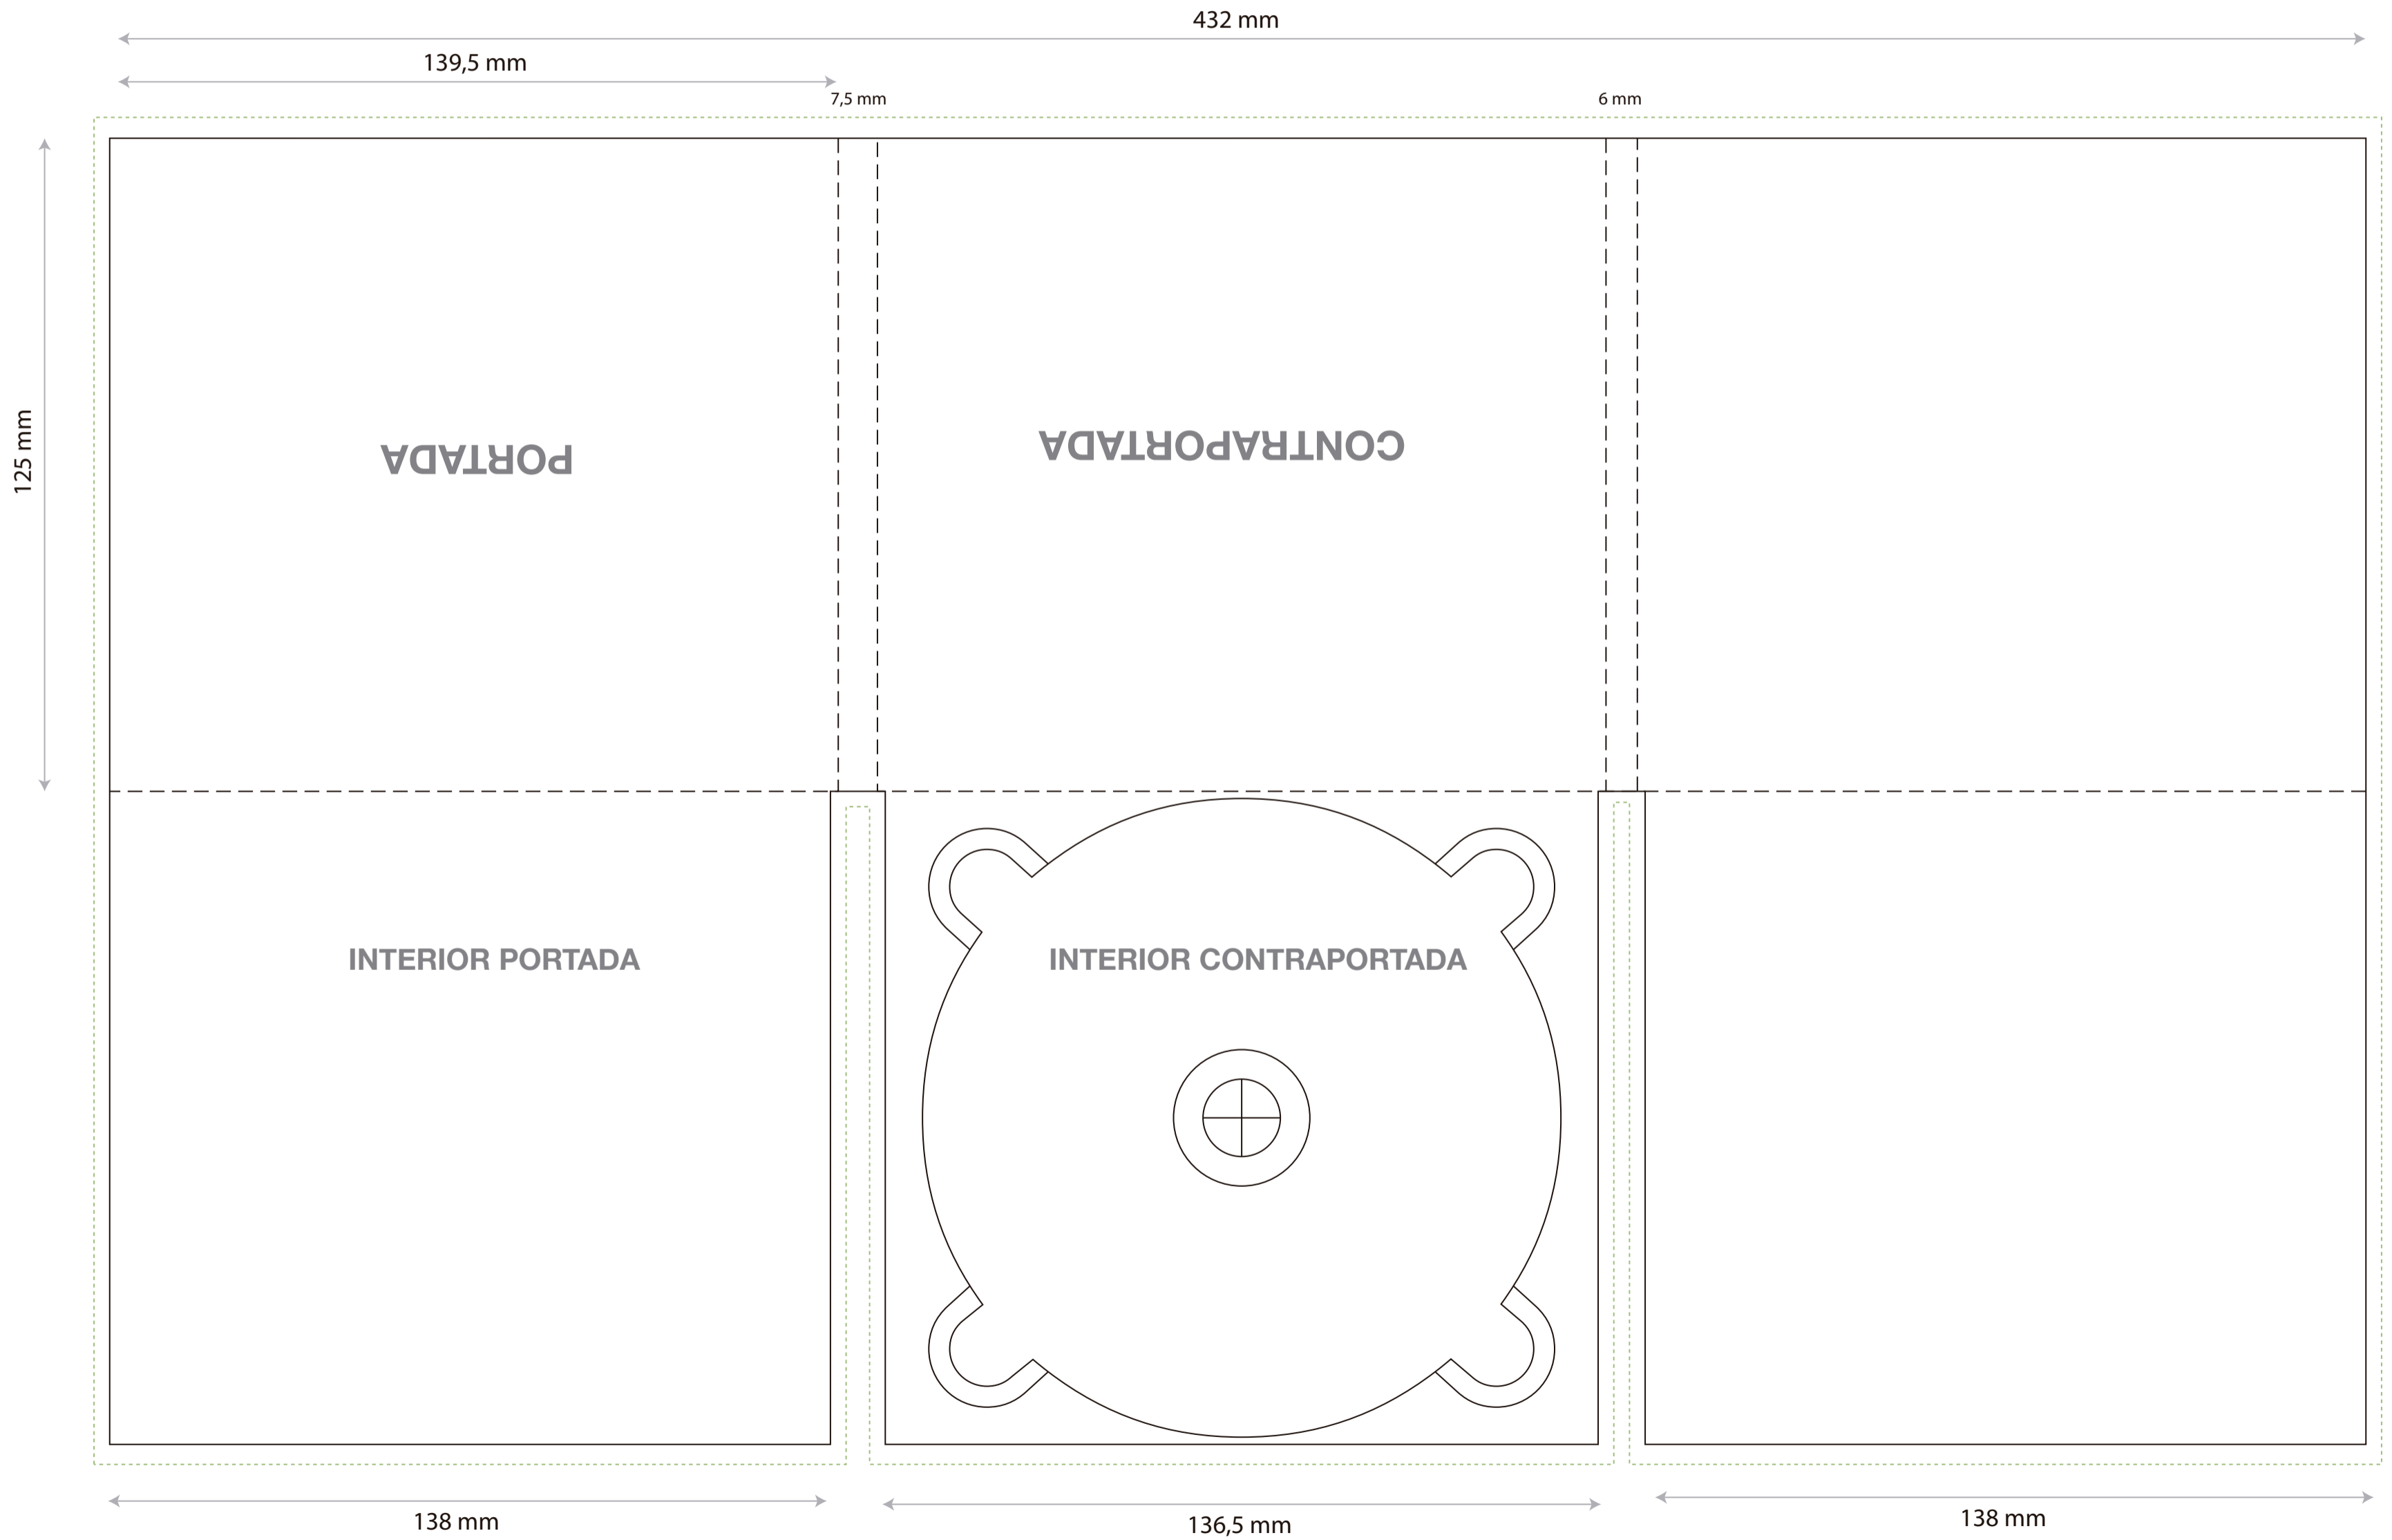 432 mm
139,5 mm
7,5 mm
6 mm
125 mm
PORTADA
CONTRAPORTADA
INTERIOR PORTADA
INTERIOR CONTRAPORTADA
138 mm
136,5 mm
138 mm